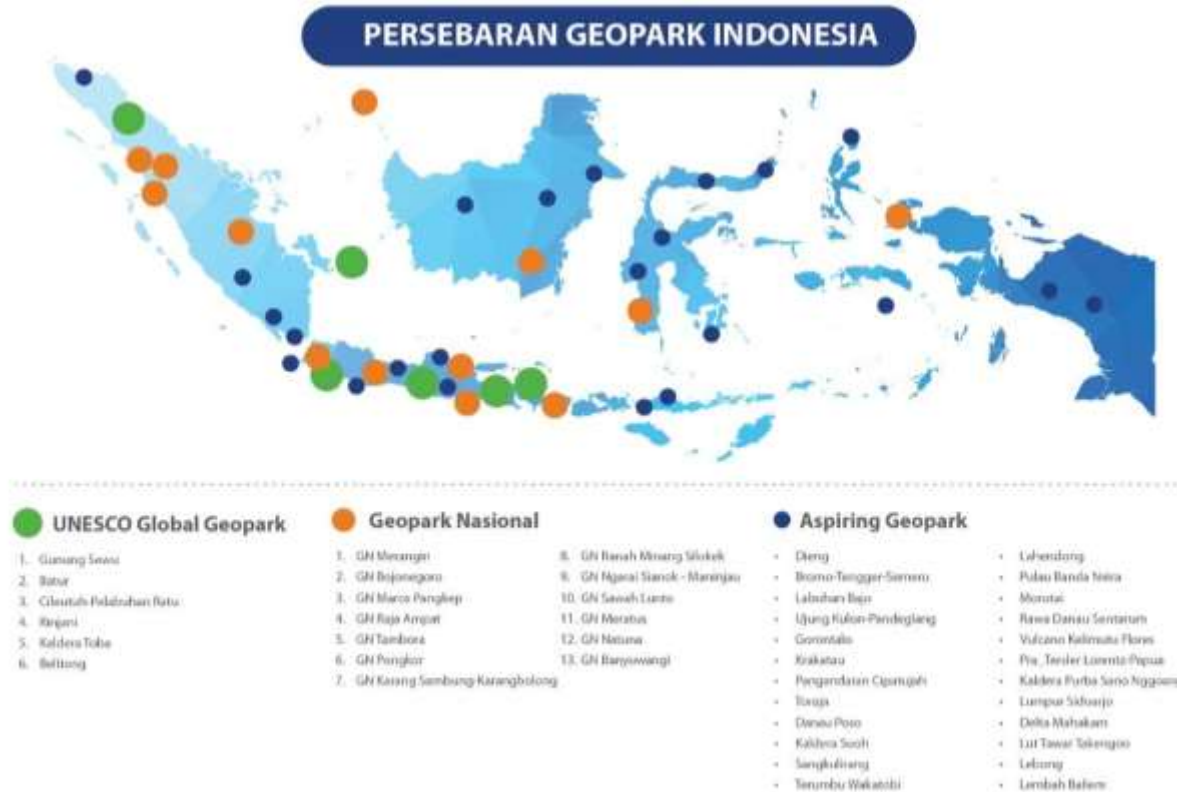 PERSEBARAN GEOPARK INDONESIA
UNESCO Global Geopark
1. Gunung Sewu
2. Batur
3. Ciletuh-Pelabuhan Ratu
4. Rinjani
5. Kaldera Toba
6. Belitong
Geopark Nasional
1. GN Merangin
2. GN Bojonegoro
3. GN Maros Pangkep
4. GN Raja Ampat
5. GN Tambora
6. GN Pongkor
7. GN Karang Sambung-Karangbolong
8. GN Ranah Minang Silokek
9. GN Ngarai Sianok - Maninjau
10. GN Sawah Lunto
11. GN Meratus
12. GN Natuna
13. GN Banyuwangi
Aspiring Geopark
• Dieng
• Bromo-Tengger-Semeru
• Labuhan Bajo
• Ujung Kulon-Pandeglang
• Gorontalo
• Krakatau
• Pangandaran Cipatujah
• Toraja
• Danau Poso
• Kaldera Suoh
• Sangkulirang
• Terumbu Wakatobi
• Lahendong
• Pulau Banda Neira
• Morotai
• Rawa Danau Sentarum
• Vulcano Kelimutu Flores
• Pra. Tersier Lorentz Papua
• Kaldera Purba Sano Nggoang
• Lumpur Sidoarjo
• Delta Mahakam
• Lut Tawar Takengon
• Lebong
• Lembah Baliem